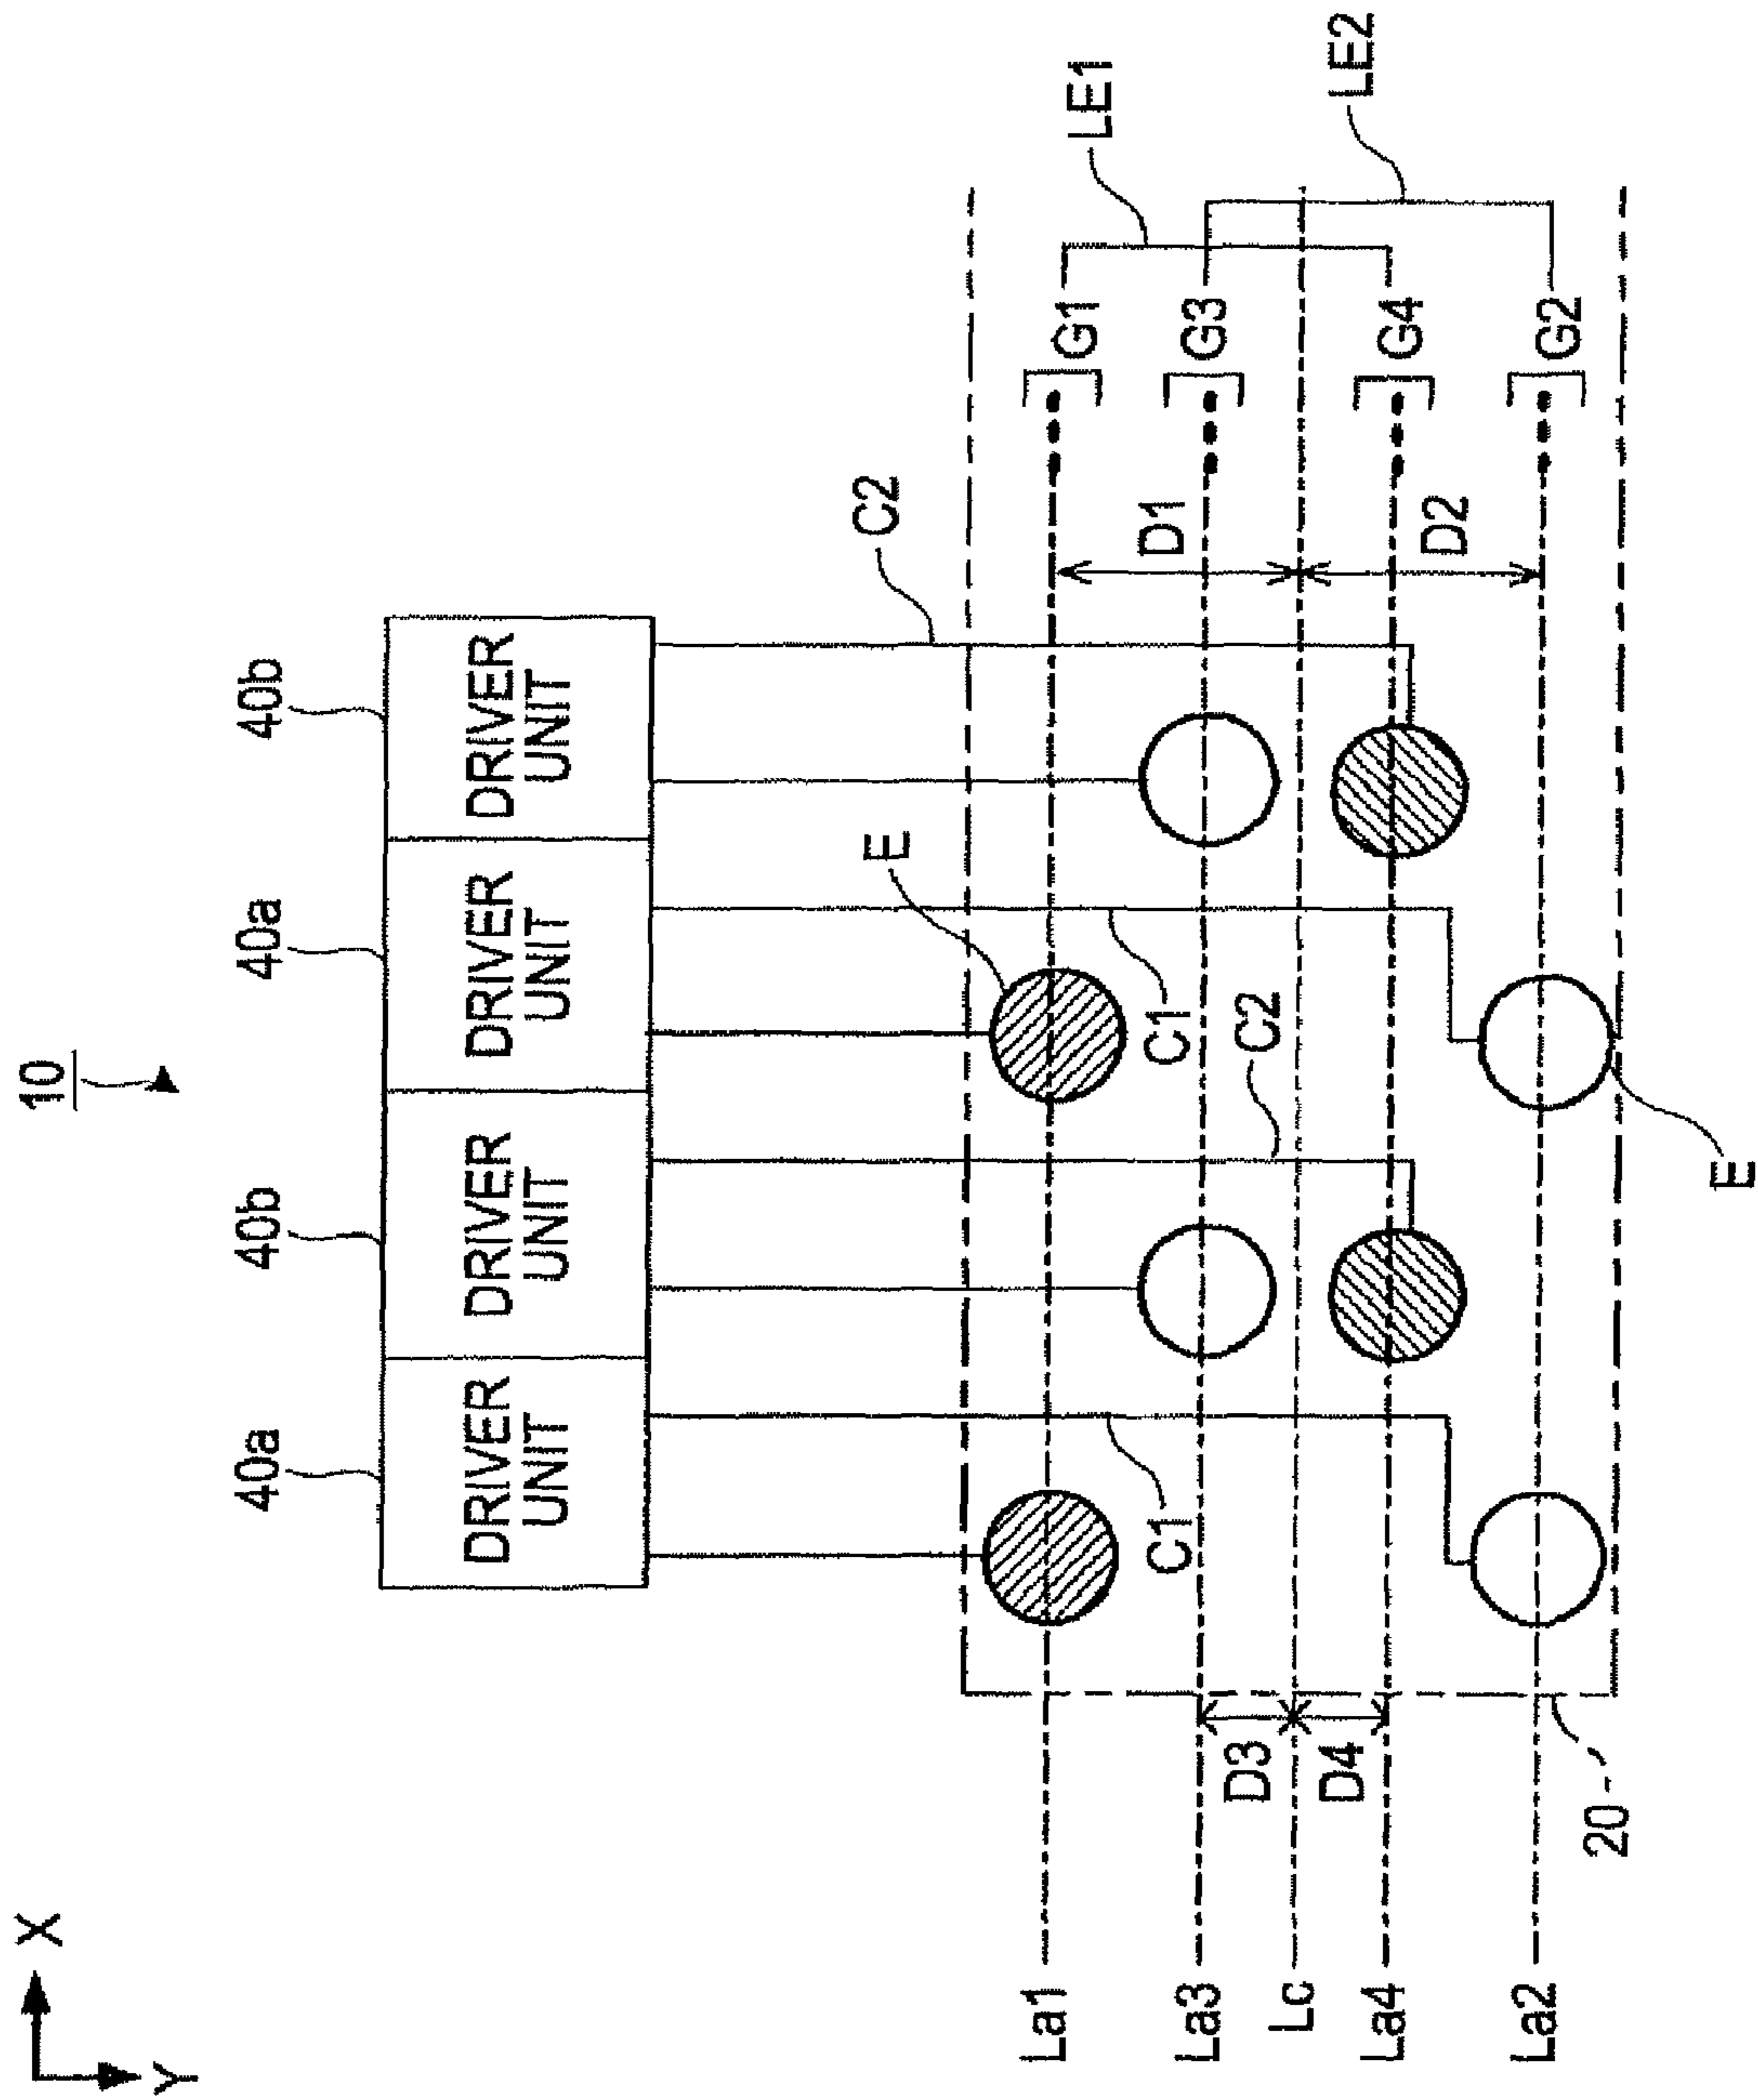 10
X
Y
40a
40b
40a
40b
DRIVER
UNIT
DRIVER
UNIT
DRIVER
UNIT
DRIVER
UNIT
E
C2
LE1
LE2
La1
G1
La3
G3
Lc
La4
G4
La2
G2
D1
D2
D3
D4
C1
C2
C1
E
20